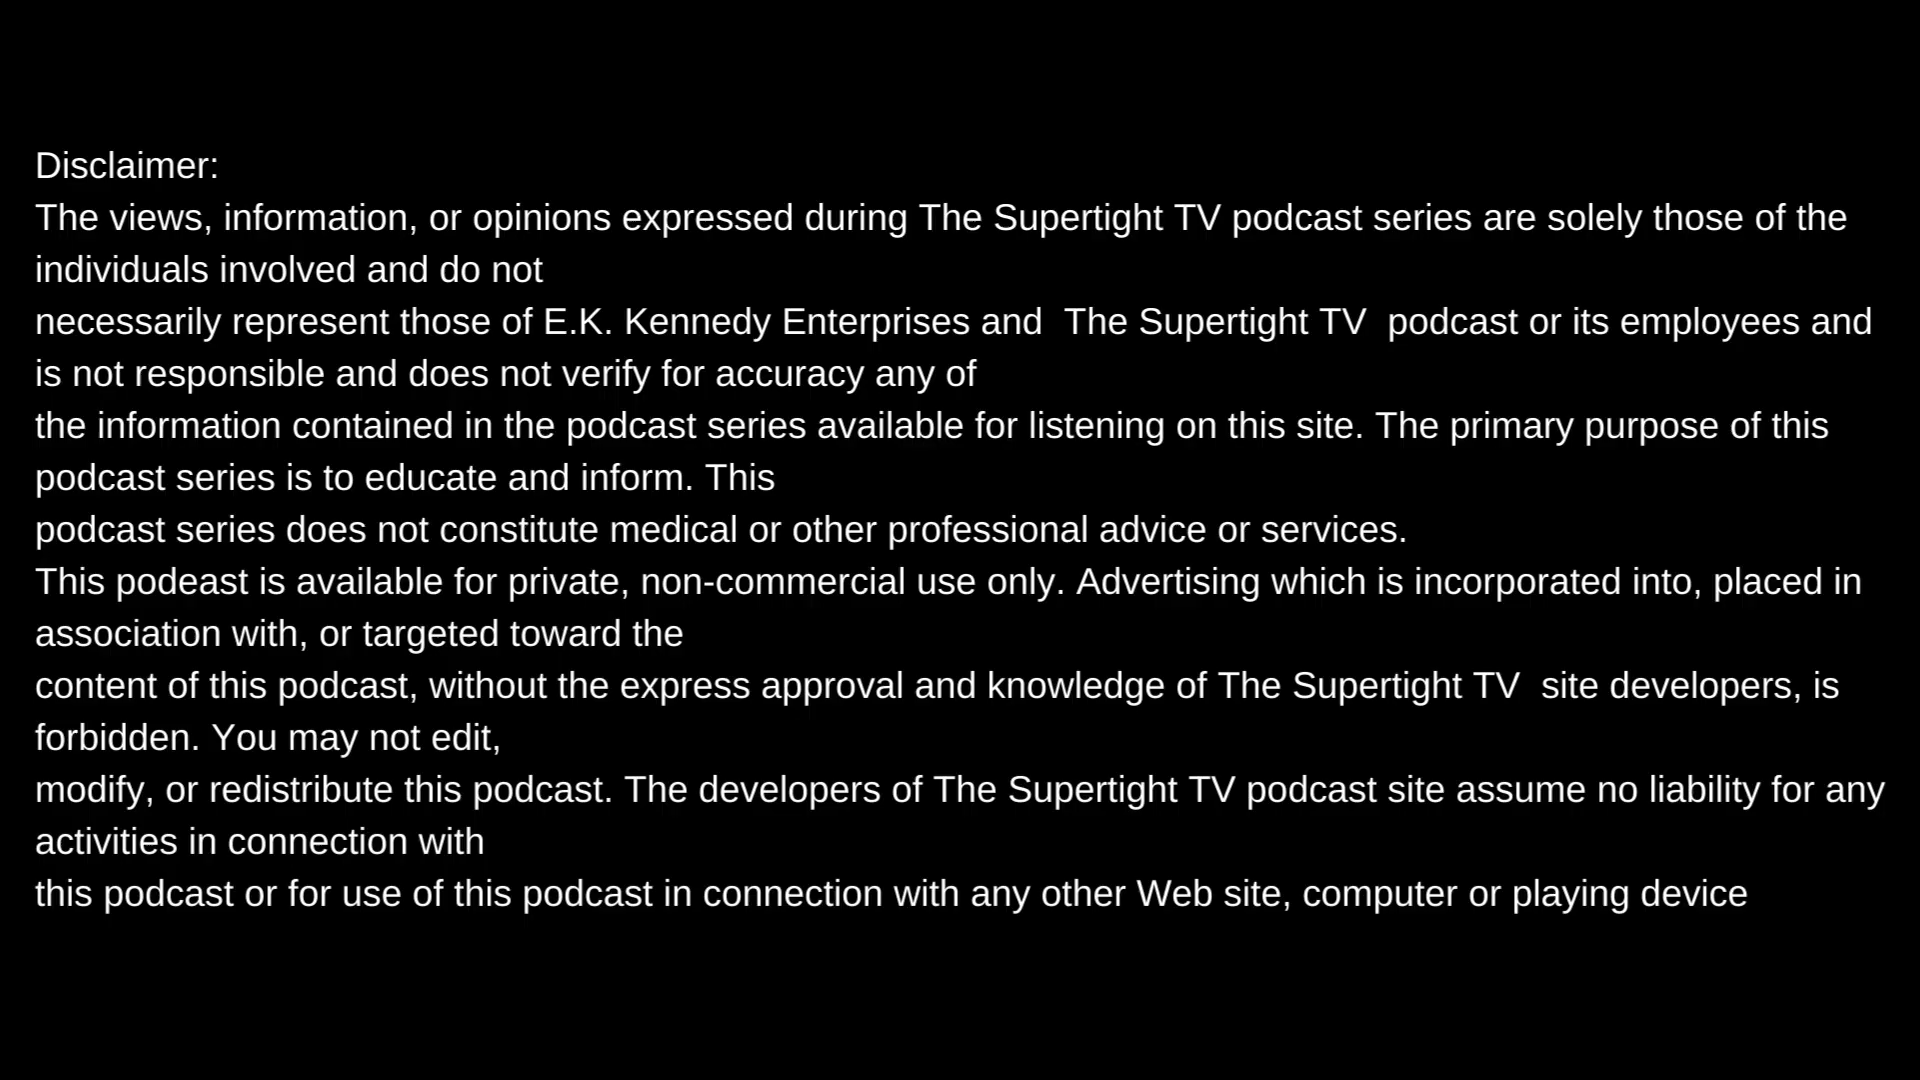 Disclaimer:
The views, information, or opinions expressed during The Supertight TV podcast series are solely those of the
individuals involved and do not
necessarily represent those of E.K. Kennedy Enterprises and  The Supertight TV  podcast or its employees and
is not responsible and does not verify for accuracy any of
the information contained in the podcast series available for listening on this site. The primary purpose of this
podcast series is to educate and inform. This
podcast series does not constitute medical or other professional advice or services.
This podeast is available for private, non-commercial use only. Advertising which is incorporated into, placed in
association with, or targeted toward the
content of this podcast, without the express approval and knowledge of The Supertight TV  site developers, is
forbidden. You may not edit,
modify, or redistribute this podcast. The developers of The Supertight TV podcast site assume no liability for any
activities in connection with
this podcast or for use of this podcast in connection with any other Web site, computer or playing device